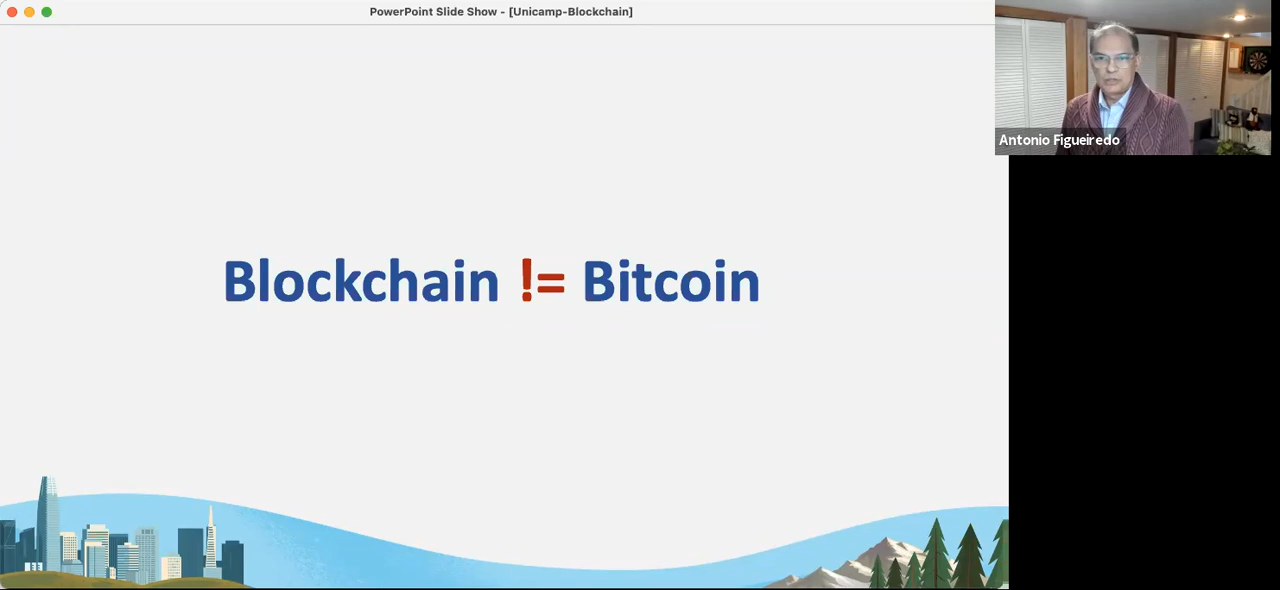 PowerPoint Slide Show - [Unicamp-Blockchain]
Antonio Figueiredo
Blockchain != Bitcoin